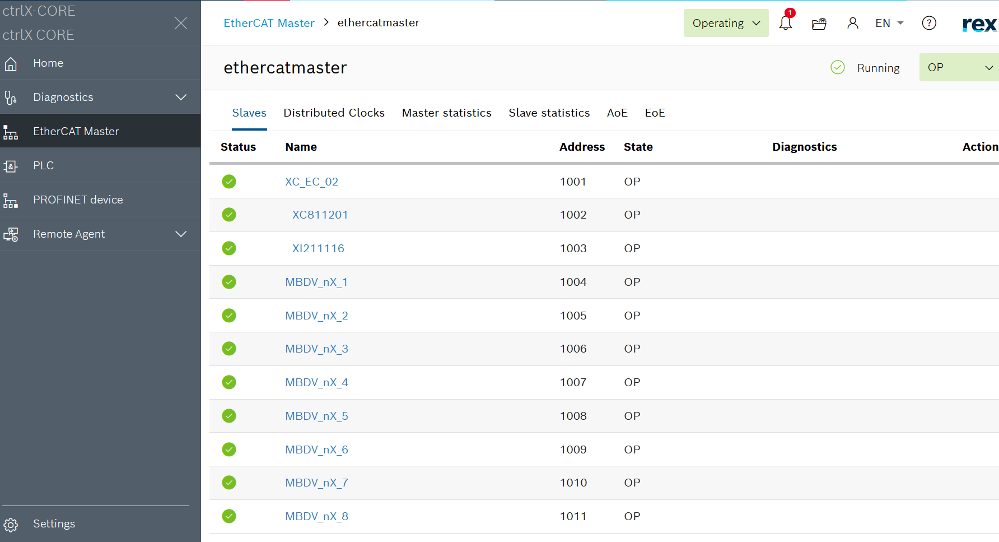 ctrlX-CORE
ctrlX CORE
Home
Diagnostics
EtherCAT Master
PLC
PROFINET device
Remote Agent
Settings
EtherCAT Master > ethercatmaster
Operating 1 EN ? rex
ethercatmaster Running OP
Slaves Distributed Clocks Master statistics Slave statistics AoE EoE
Status Name Address State Diagnostics Action
XC_EC_02 1001 OP
XC811201 1002 OP
XI211116 1003 OP
MBDV_nX_1 1004 OP
MBDV_nX_2 1005 OP
MBDV_nX_3 1006 OP
MBDV_nX_4 1007 OP
MBDV_nX_5 1008 OP
MBDV_nX_6 1009 OP
MBDV_nX_7 1010 OP
MBDV_nX_8 1011 OP